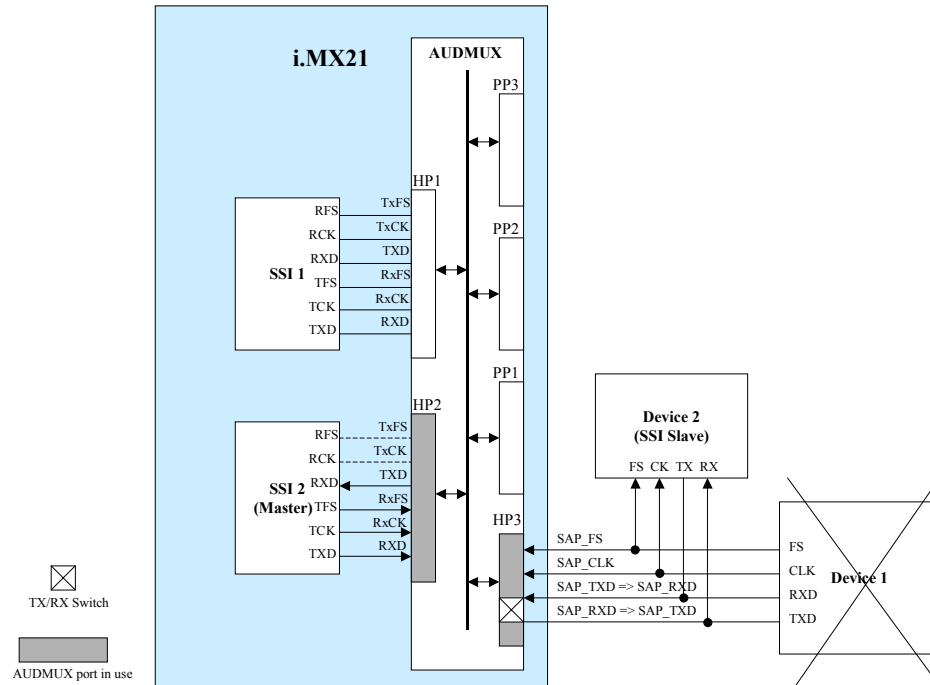 i.MX21
AUDMUX
PP3
HP1
TxFS
RFS
TxCK
RCK
TXD
RXD
PP2
SSI 1
RxFS
TFS
RxCK
TCK
RXD
TXD
PP1
HP2
TxFS
RFS
TxCK
RCK
TXD
RXD
SSI 2
(Master)
RxFS
TFS
RxCK
TCK
RXD
TXD
HP3
Device 2
(SSI Slave)
FS CK TX RX
SAP_FS
FS
SAP_CLK
CLK
Device 1
SAP_TXD => SAP_RXD
RXD
SAP_RXD => SAP_TXD
TXD
TX/RX Switch
AUDMUX port in use